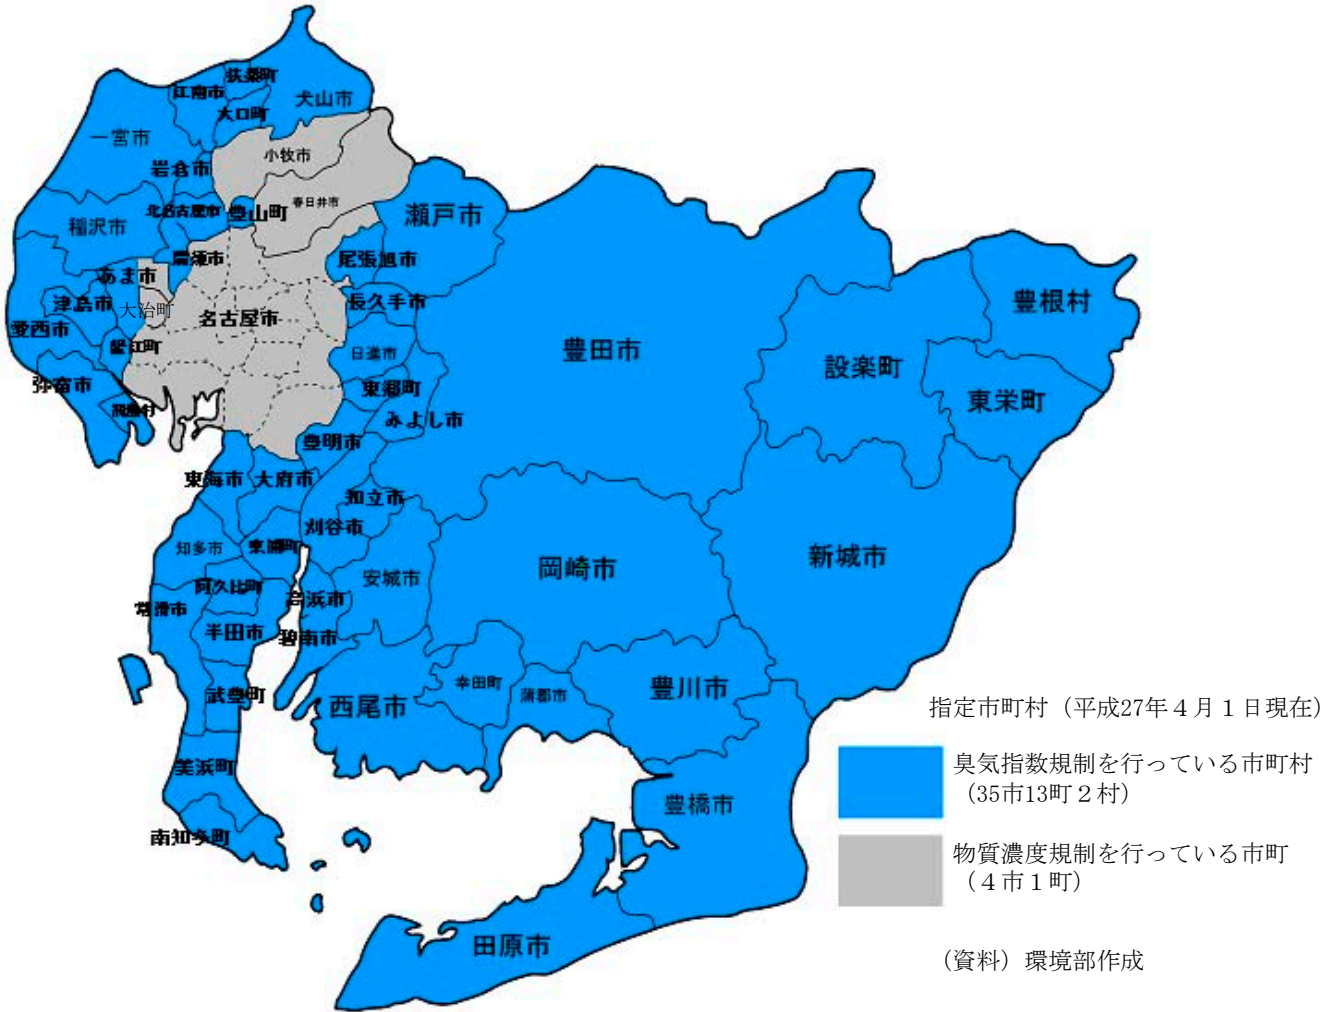 扶桑町
江南市
犬山市
大口町
一宮市
小牧市
岩倉市
春日井市
北名古屋市
豊山町
瀬戸市
稲沢市
清須市
尾張旭市
あま市
津島市
大治町
長久手市
豊根村
愛西市
名古屋市
蟹江町
日進市
豊田市
設楽町
弥富市
東郷町
東栄町
飛島村
みよし市
豊明市
東海市
大府市
知立市
刈谷市
知多市
東浦町
岡崎市
新城市
阿久比町
安城市
常滑市
高浜市
半田市
碧南市
武豊町
西尾市
幸田町
蒲郡市
豊川市
美浜町
豊橋市
南知多町
田原市
指定市町村（平成27年４月１日現在）
臭気指数規制を行っている市町村
（35市13町２村）
物質濃度規制を行っている市町
（４市１町）
（資料）環境部作成